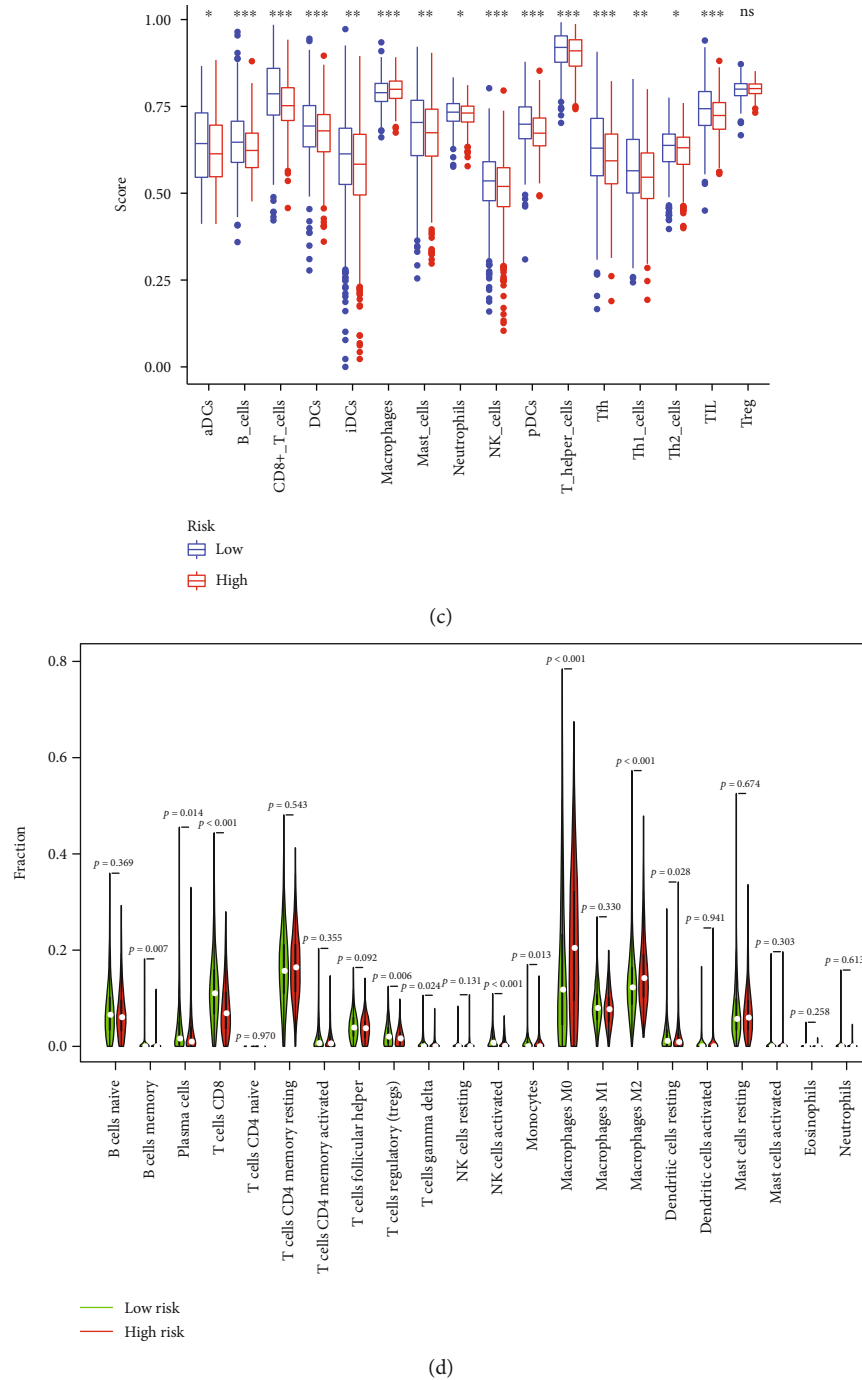 * *** *** *** ** *** ** * *** *** *** *** ** * *** ns
1.00
0.75
0.50
0.25
0.00
Score
aDCs
B_cells
CD8+_T_cells
DCs
iDCs
Macrophages
Mast_cells
Neutrophils
NK_cells
pDCs
T_helper_cells
Tfh
Th1_cells
Th2_cells
TIL
Treg
Risk
Low
High
(c)
0.8
0.6
0.4
0.2
0.0
Fraction
p = 0.369
p = 0.007
p = 0.014
p < 0.001
p = 0.970
p = 0.543
p = 0.355
p = 0.092
p = 0.006
p = 0.024
p = 0.131
p < 0.001
p = 0.013
p < 0.001
p = 0.330
p < 0.001
p = 0.028
p = 0.941
p = 0.674
p = 0.303
p = 0.258
p = 0.613
B cells naive
B cells memory
Plasma cells
T cells CD8
T cells CD4 naive
T cells CD4 memory resting
T cells CD4 memory activated
T cells follicular helper
T cells regulatory (tregs)
T cells gamma delta
NK cells resting
NK cells activated
Monocytes
Macrophages M0
Macrophages M1
Macrophages M2
Dendritic cells resting
Dendritic cells activated
Mast cells resting
Mast cells activated
Eosinophils
Neutrophils
Low risk
High risk
(d)